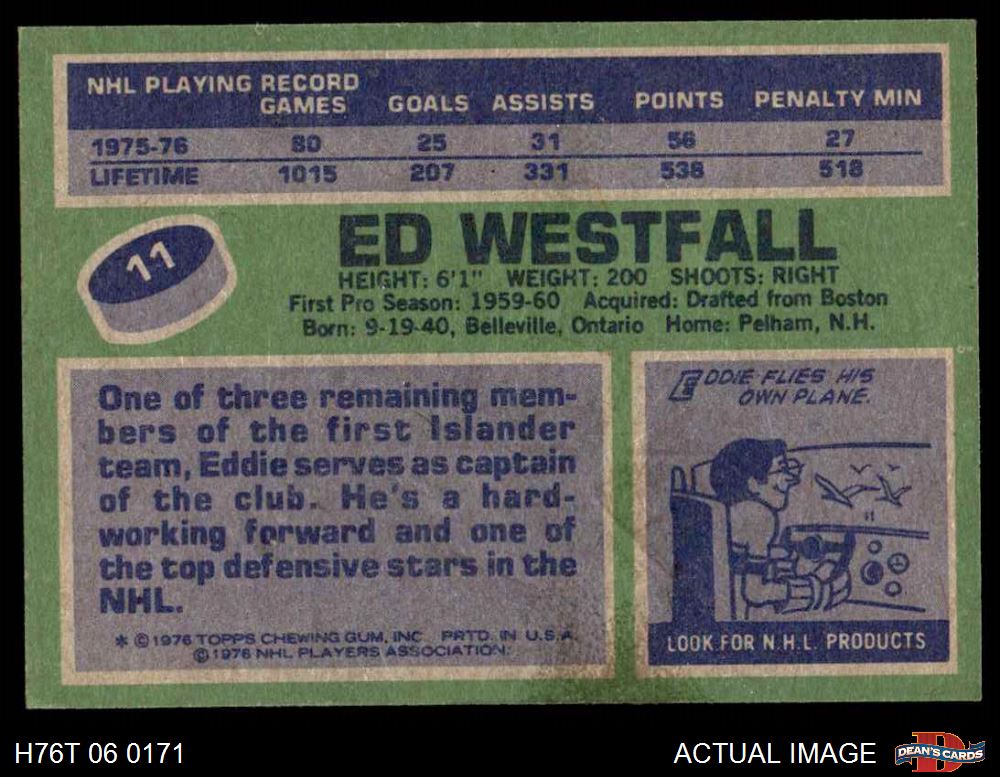 NHL PLAYING RECORD
GAMES GOALS ASSISTS POINTS PENALTY MIN
1975-76 80 25 31 56 27
LIFETIME 1015 207 331 538 518
11
ED WESTFALL
HEIGHT: 6'1" WEIGHT: 200 SHOOTS: RIGHT
First Pro Season: 1959-60 Acquired: Drafted from Boston
Born: 9-19-40, Belleville, Ontario Home: Pelham, N.H.
One of three remaining mem-
bers of the first Islander
team, Eddie serves as captain
of the club. He's a hard-
working forward and one of
the top defensive stars in the
NHL.
* © 1976 TOPPS CHEWING GUM, INC. PRTD. IN U.S.A.
© 1976 NHL PLAYERS ASSOCIATION.
EDDIE FLIES HIS
OWN PLANE.
LOOK FOR N.H.L. PRODUCTS
H76T 06 0171
ACTUAL IMAGE
D
DEAN'S CARDS